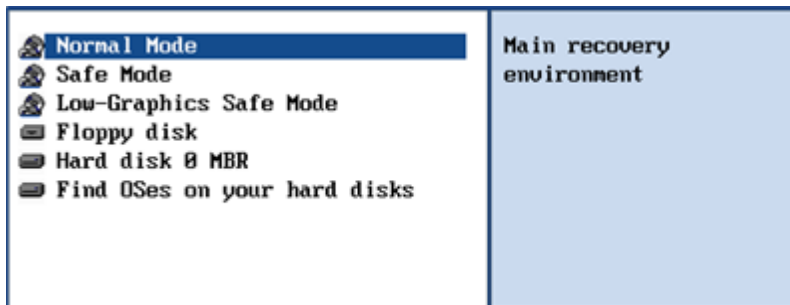 Normal Mode
Safe Mode
Low-Graphics Safe Mode
Floppy disk
Hard disk 0 MBR
Find OSes on your hard disks
Main recovery
environment